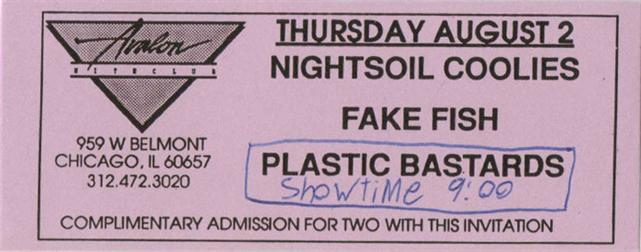 Avalon
NITECLUB
959 W BELMONT
CHICAGO, IL 60657
312.472.3020
THURSDAY AUGUST 2
NIGHTSOIL COOLIES
FAKE FISH
PLASTIC BASTARDS
Showtime 9:00
COMPLIMENTARY ADMISSION FOR TWO WITH THIS INVITATION